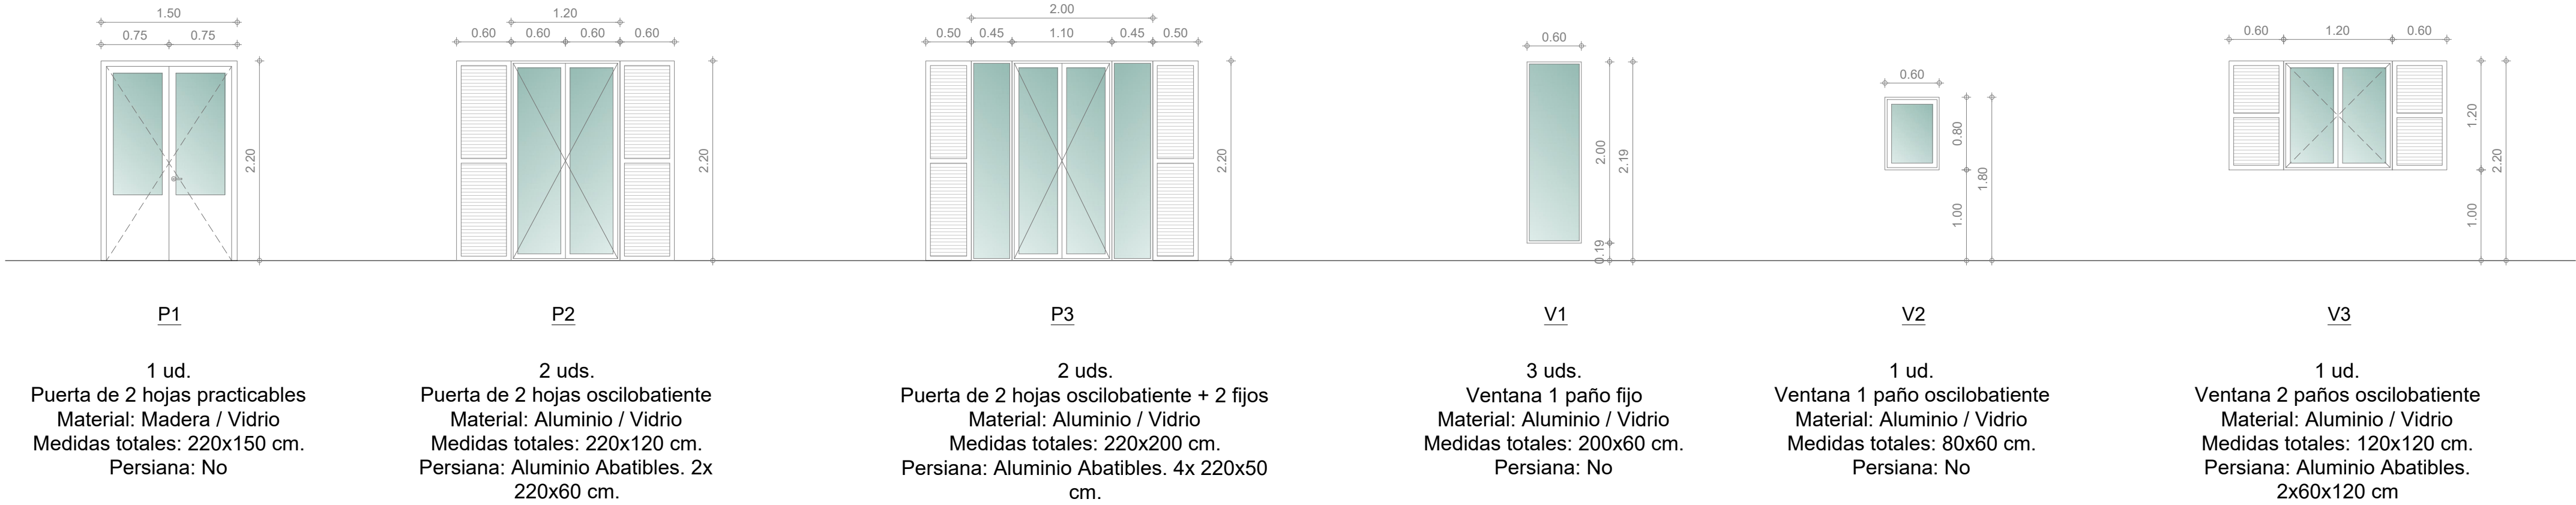 1.50
0.75 0.75
2.20
P1
1 ud.
Puerta de 2 hojas practicables
Material: Madera / Vidrio
Medidas totales: 220x150 cm.
Persiana: No
1.20
0.60 0.60 0.60 0.60
2.20
P2
2 uds.
Puerta de 2 hojas oscilobatiente
Material: Aluminio / Vidrio
Medidas totales: 220x120 cm.
Persiana: Aluminio Abatibles. 2x
220x60 cm.
2.00
0.50 0.45 1.10 0.45 0.50
2.20
P3
2 uds.
Puerta de 2 hojas oscilobatiente + 2 fijos
Material: Aluminio / Vidrio
Medidas totales: 220x200 cm.
Persiana: Aluminio Abatibles. 4x 220x50
cm.
0.60
2.00
2.19
0.19
V1
3 uds.
Ventana 1 paño fijo
Material: Aluminio / Vidrio
Medidas totales: 200x60 cm.
Persiana: No
0.60
0.80
1.80
1.00
V2
1 ud.
Ventana 1 paño oscilobatiente
Material: Aluminio / Vidrio
Medidas totales: 80x60 cm.
Persiana: No
0.60 1.20 0.60
1.20
2.20
1.00
V3
1 ud.
Ventana 2 paños oscilobatiente
Material: Aluminio / Vidrio
Medidas totales: 120x120 cm.
Persiana: Aluminio Abatibles.
2x60x120 cm